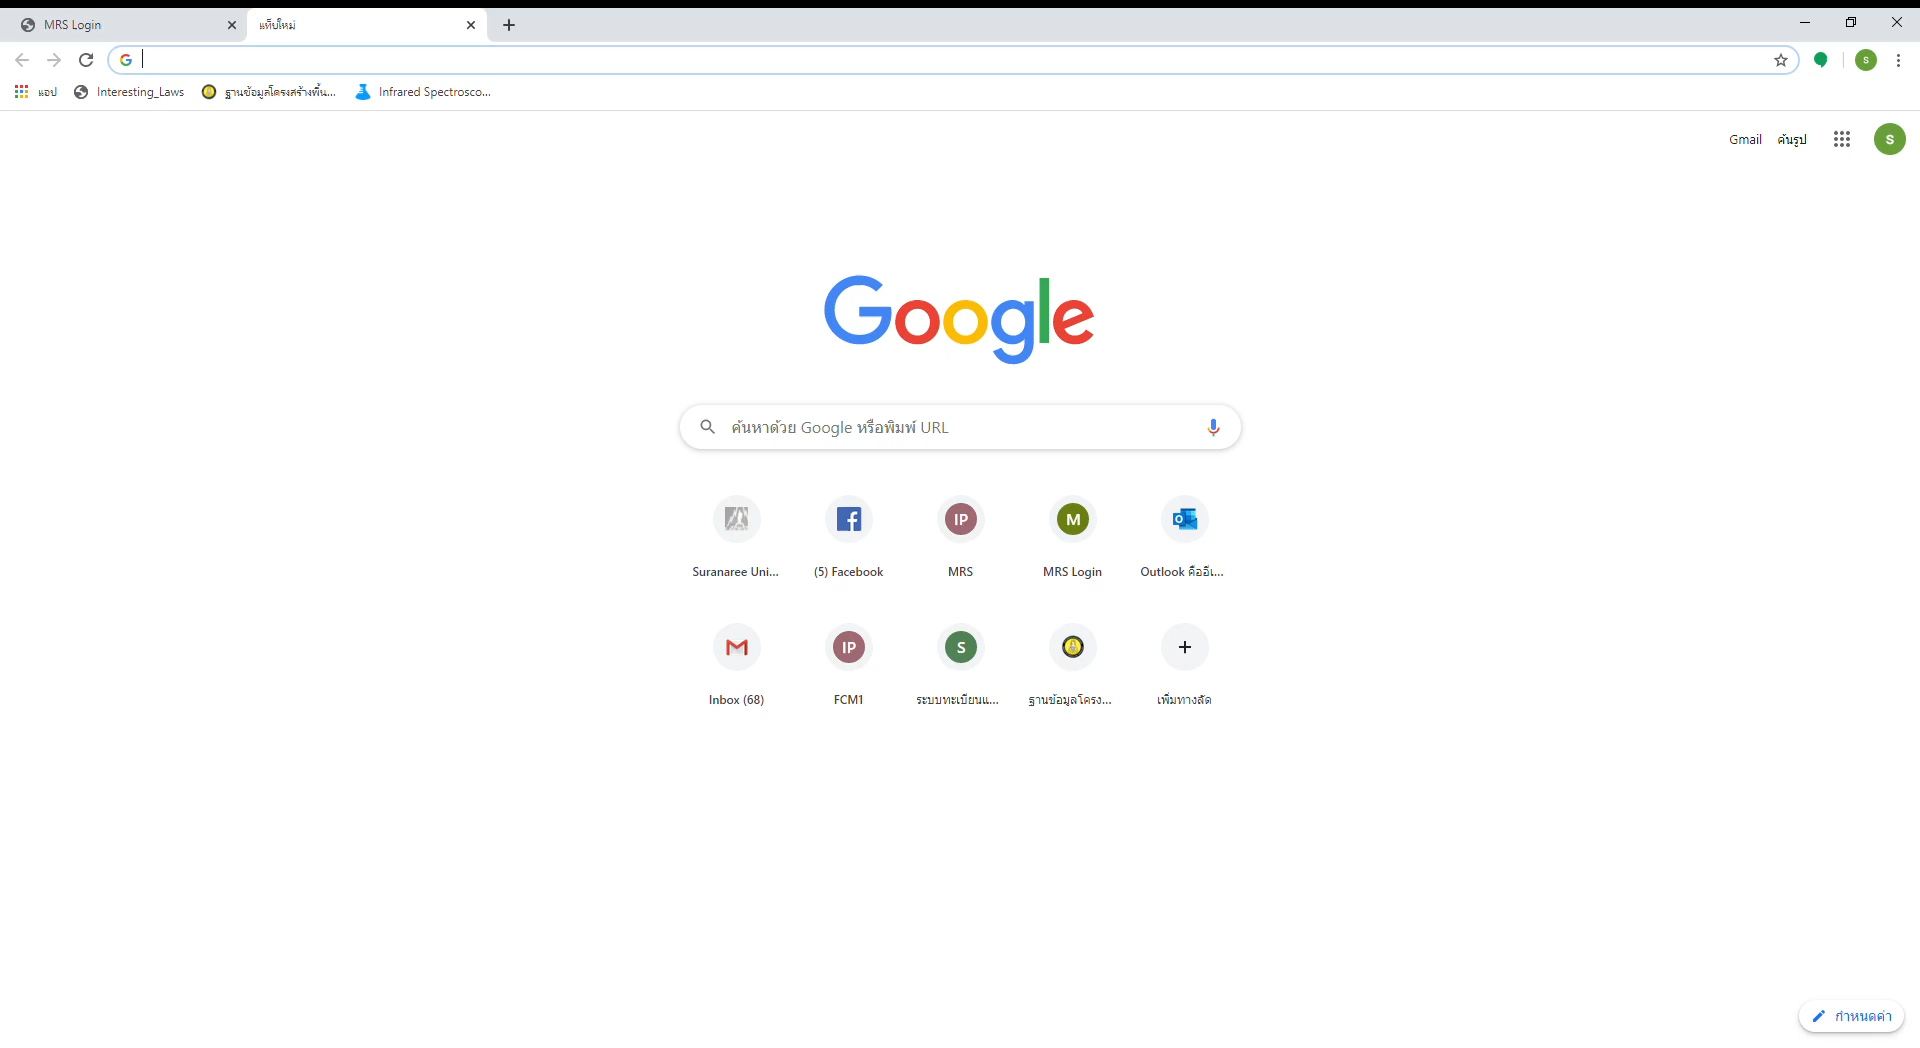 MRS Login
แท็บใหม่
แอป
Interesting_Laws
ฐานข้อมูลโครงสร้างพื้น...
Infrared Spectrosco...
Gmail
ค้นรูป
S
Google
ค้นหาด้วย Google หรือพิมพ์ URL
IP
M
Suranaree Uni...
(5) Facebook
MRS
MRS Login
Outlook คืออีเ...
IP
S
Inbox (68)
FCM1
ระบบทะเบียนแ...
ฐานข้อมูลโครง...
เพิ่มทางลัด
กำหนดค่า